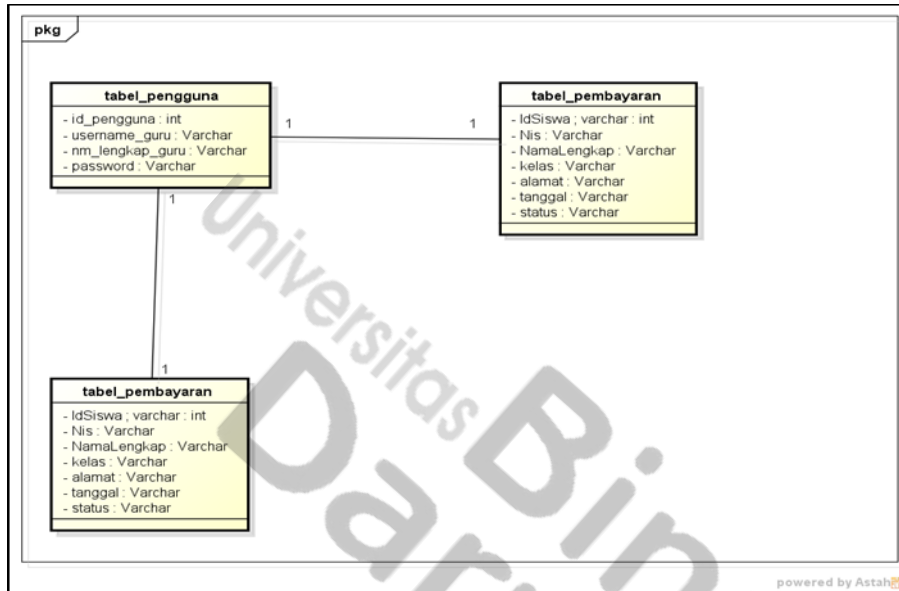 pkg
tabel_pengguna
- id_pengguna : int
- username_guru : Varchar
- nm_lengkap_guru : Varchar
- password : Varchar
1
1
tabel_pembayaran
- IdSiswa ; varchar : int
- Nis : Varchar
- NamaLengkap : Varchar
- kelas : Varchar
- alamat : Varchar
- tanggal : Varchar
- status : Varchar
1
1
tabel_pembayaran
- IdSiswa ; varchar : int
- Nis : Varchar
- NamaLengkap : Varchar
- kelas : Varchar
- alamat : Varchar
- tanggal : Varchar
- status : Varchar
Universitas
Bin
Dar
powered by Astah